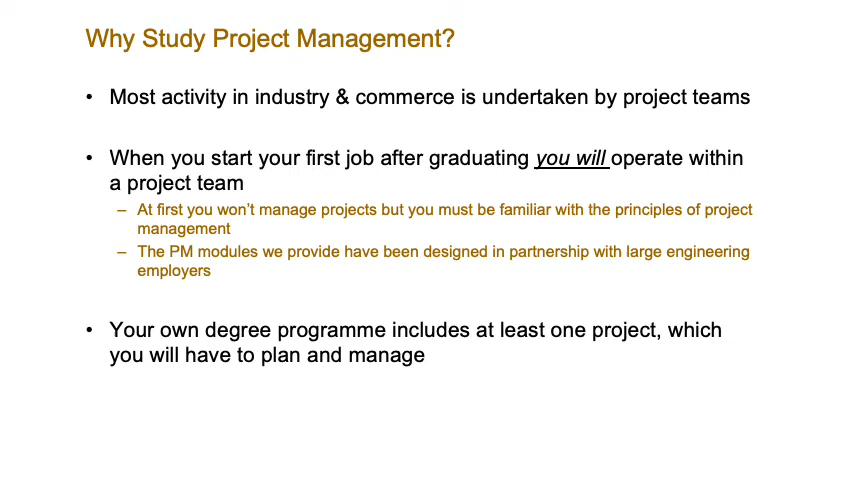 Why Study Project Management?
• Most activity in industry & commerce is undertaken by project teams
• When you start your first job after graduating you will operate within
a project team
– At first you won’t manage projects but you must be familiar with the principles of project
management
– The PM modules we provide have been designed in partnership with large engineering
employers
• Your own degree programme includes at least one project, which
you will have to plan and manage